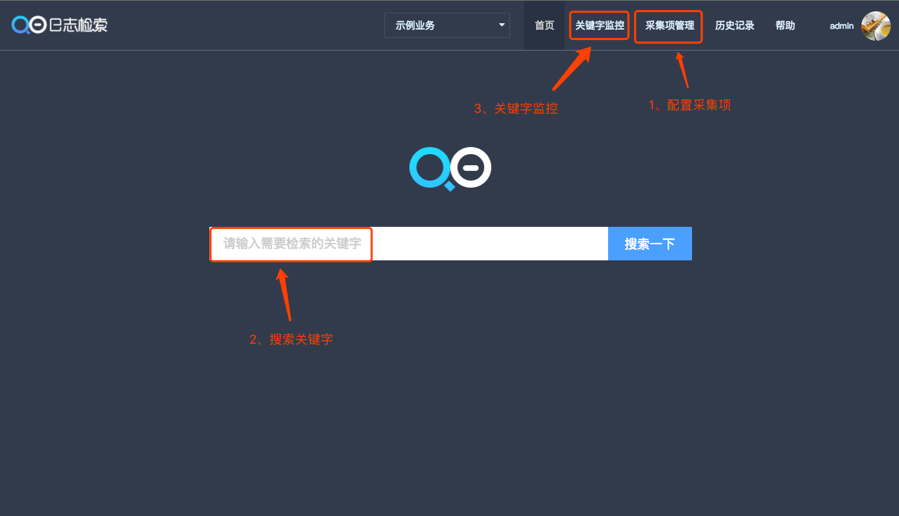 日志检索
示例业务
首页
关键字监控
采集项管理
历史记录
帮助
admin
3、关键字监控
1、配置采集项
请输入需要检索的关键字
搜索一下
2、搜索关键字